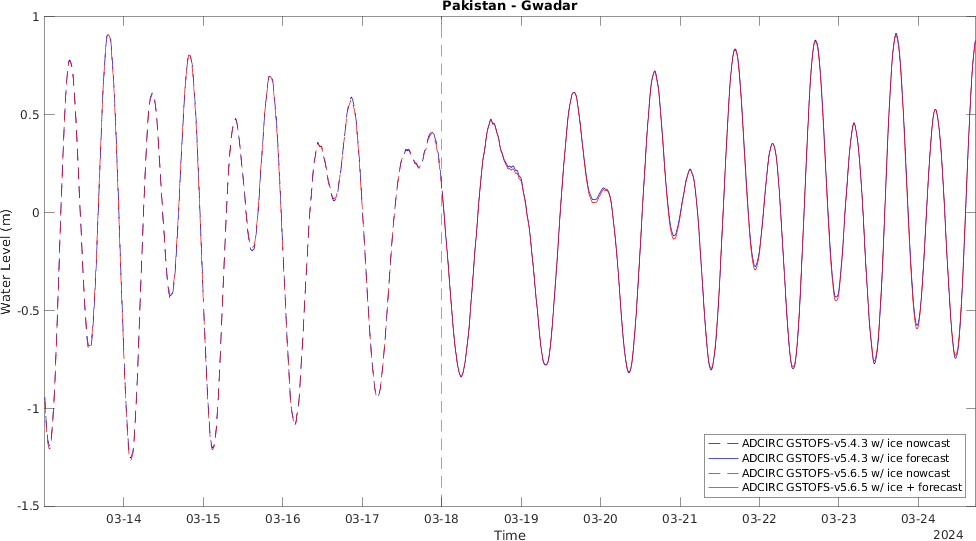 Pakistan - Gwadar
1
0.5
0
-0.5
-1
-1.5
Water Level (m)
03-14 03-15 03-16 03-17 03-18 03-19 03-20 03-21 03-22 03-23 03-24
Time
2024
ADCIRC GSTOFS-v5.4.3 w/ ice nowcast
ADCIRC GSTOFS-v5.4.3 w/ ice forecast
ADCIRC GSTOFS-v5.6.5 w/ ice nowcast
ADCIRC GSTOFS-v5.6.5 w/ ice + forecast